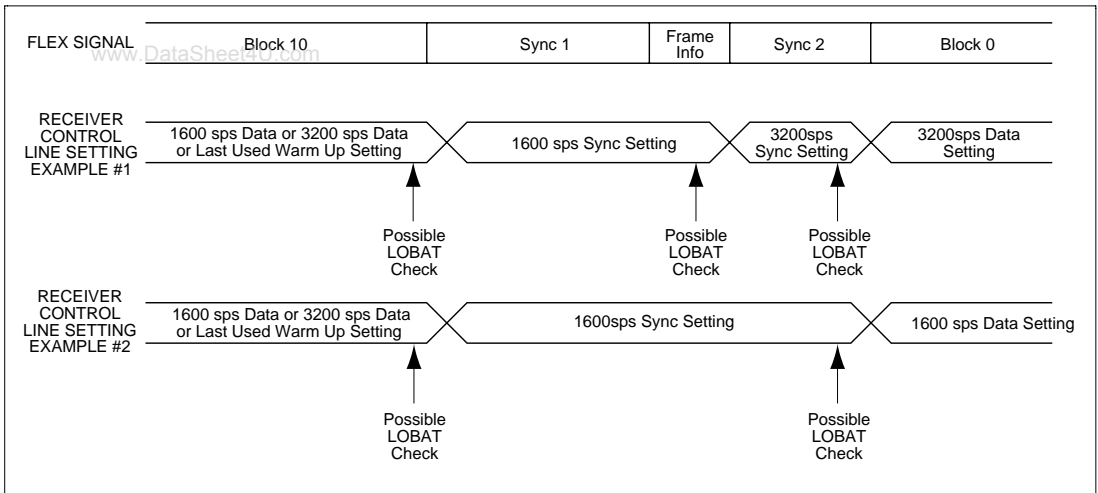 FLEX SIGNAL
Block 10
Sync 1
Frame
Info
Sync 2
Block 0
www.DataSheet4U.com
RECEIVER
CONTROL
LINE SETTING
EXAMPLE #1
1600 sps Data or 3200 sps Data
or Last Used Warm Up Setting
1600 sps Sync Setting
3200sps
Sync Setting
3200sps Data
Setting
Possible
LOBAT
Check
Possible
LOBAT
Check
Possible
LOBAT
Check
RECEIVER
CONTROL
LINE SETTING
EXAMPLE #2
1600 sps Data or 3200 sps Data
or Last Used Warm Up Setting
1600sps Sync Setting
1600 sps Data Setting
Possible
LOBAT
Check
Possible
LOBAT
Check